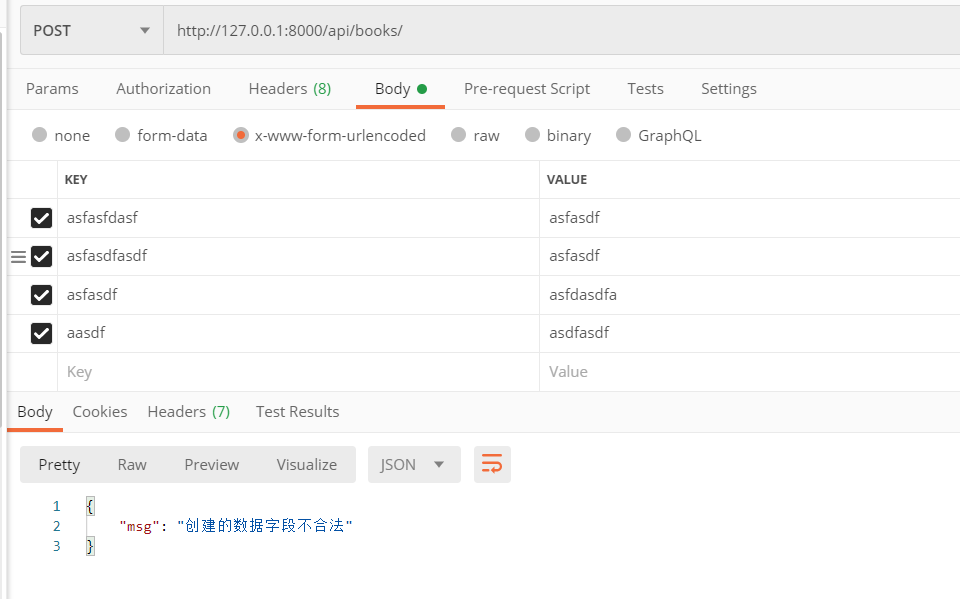 POST http://127.0.0.1:8000/api/books/
Params Authorization Headers (8) Body Pre-request Script Tests Settings
none form-data x-www-form-urlencoded raw binary GraphQL
KEY VALUE
asfasfdasf asfasdf
asfasdfasdf asfasdf
asfasdf asfdasdfa
aasdf asdfasdf
Key Value
Body Cookies Headers (7) Test Results
Pretty Raw Preview Visualize JSON
1 {
2 "msg": "创建的数据字段不合法"
3 }